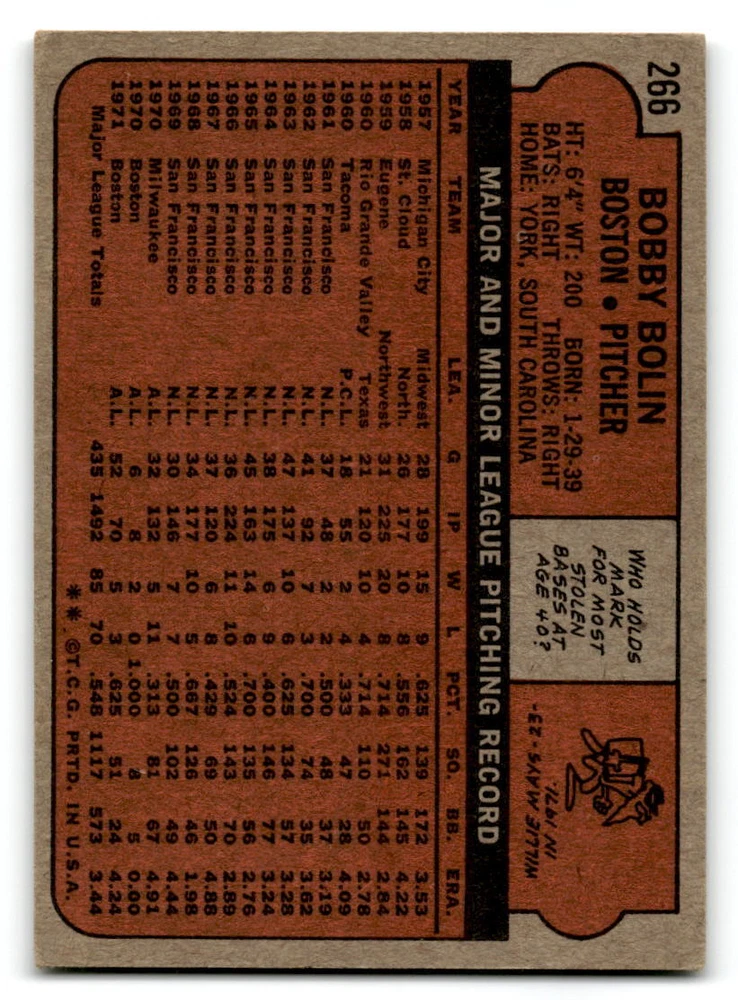 266
BOBBY BOLIN
BOSTON • PITCHER
HT: 6'4" WT: 200 BORN: 1-29-39
BATS: RIGHT THROWS: RIGHT
HOME: YORK, SOUTH CAROLINA
WHO HOLDS
MARK
FOR MOST
STOLEN
BASES AT
AGE 40?
WILLIE MAYS - 23 -
IN 1971.
MAJOR AND MINOR LEAGUE PITCHING RECORD
YEAR TEAM LEA. G IP W L PCT. SO. BB. ERA.
1957 Michigan City Midwest 28 199 15 9 .625 139 172 3.53
1958 St. Cloud North. 26 177 10 8 .556 162 145 4.22
1959 Eugene Northwest 31 225 20 8 .714 271 144 2.84
1960 Rio Grande Valley Texas 21 120 10 4 .714 110 50 2.78
1960 Tacoma P.C.L. 18 55 2 4 .333 47 28 4.09
1961 San Francisco N.L. 37 48 2 2 .500 48 37 3.19
1962 San Francisco N.L. 41 92 7 3 .700 74 35 3.62
1963 San Francisco N.L. 47 137 10 6 .625 134 57 3.28
1964 San Francisco N.L. 38 175 6 9 .400 146 77 3.24
1965 San Francisco N.L. 45 163 14 6 .700 135 56 2.76
1966 San Francisco N.L. 36 224 11 10 .524 143 70 2.89
1967 San Francisco N.L. 37 120 6 8 .429 69 50 4.88
1968 San Francisco N.L. 34 177 10 5 .667 126 46 1.98
1969 San Francisco N.L. 30 146 7 7 .500 102 49 4.44
1970 Milwaukee A.L. 32 132 5 11 .313 81 67 4.91
1970 Boston A.L. 6 8 2 0 1.000 8 5 0.00
1971 Boston A.L. 52 70 5 3 .625 51 24 4.24
Major League Totals 435 1492 85 70 .548 1117 573 3.44
** ©T.C.G. PRTD. IN U.S.A.